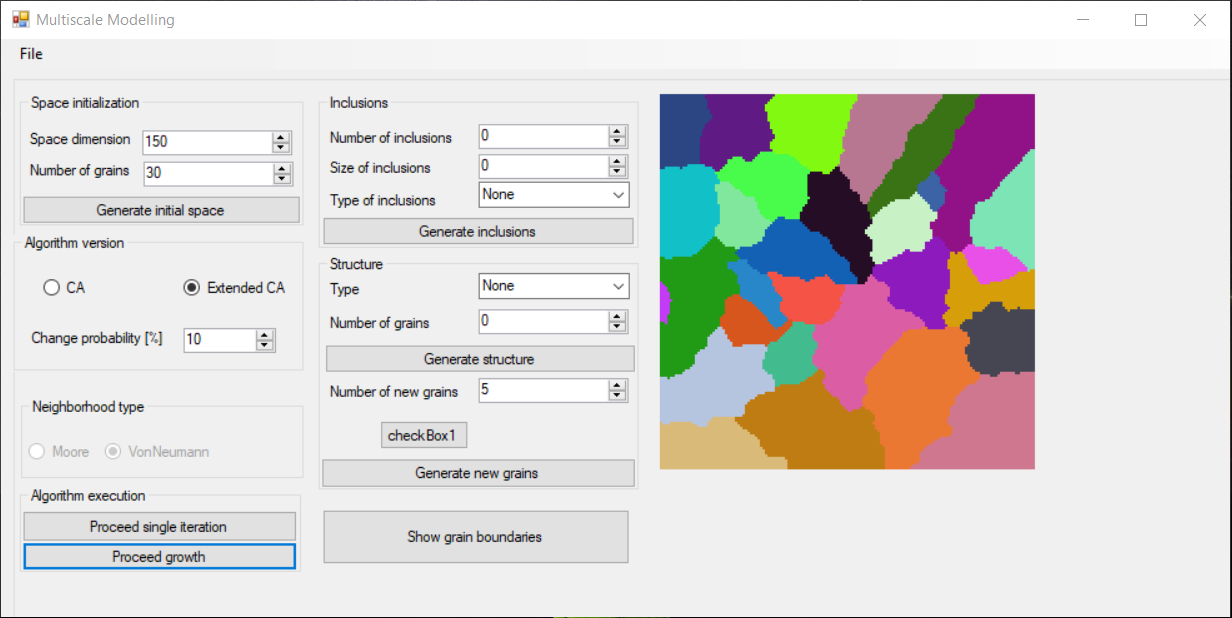 Multiscale Modelling
File
Space initialization
Space dimension 150
Number of grains 30
Generate initial space
Algorithm version
CA Extended CA
Change probability [%] 10
Neighborhood type
Moore VonNeumann
Algorithm execution
Proceed single iteration
Proceed growth
Inclusions
Number of inclusions 0
Size of inclusions 0
Type of inclusions None
Generate inclusions
Structure
Type None
Number of grains 0
Generate structure
Number of new grains 5
checkBox1
Generate new grains
Show grain boundaries